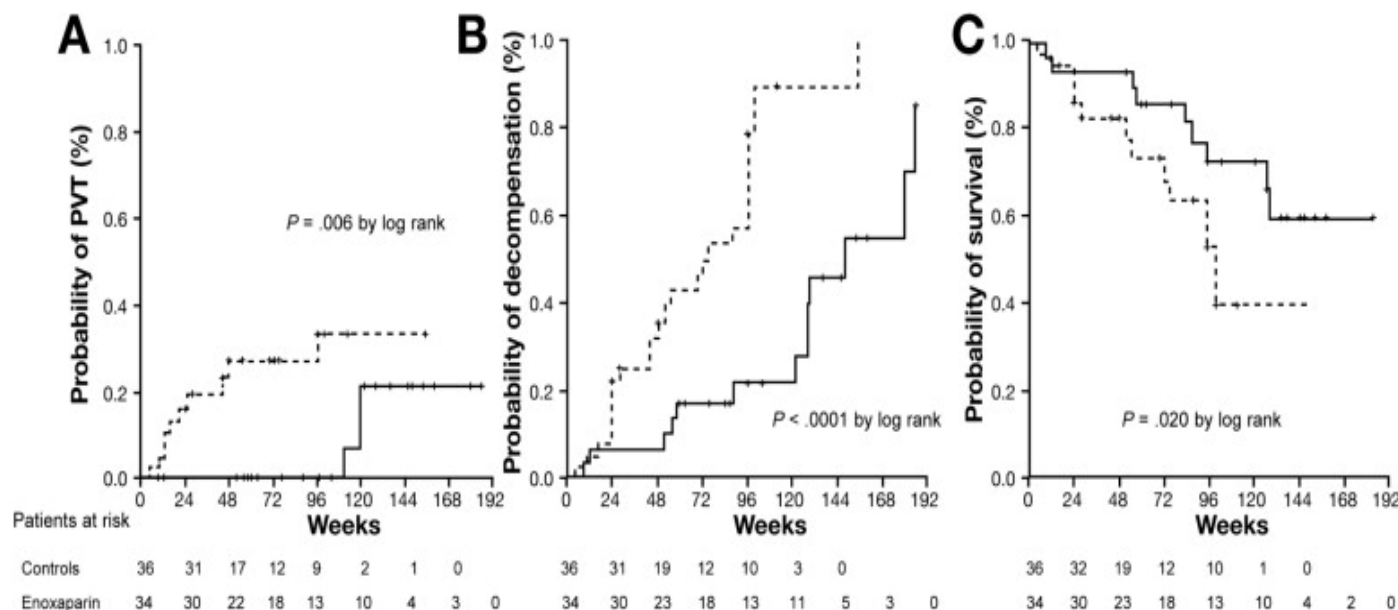 A
B
C
Probability of PVT (%)
1.0
0.8
0.6
0.4
0.2
0.0
P = .006 by log rank
0 24 48 72 96 120 144 168 192
Weeks
Probability of decompensation (%)
1.0
0.8
0.6
0.4
0.2
0.0
P < .0001 by log rank
0 24 48 72 96 120 144 168 192
Weeks
Probability of survival (%)
1.0
0.8
0.6
0.4
0.2
0.0
P = .020 by log rank
0 24 48 72 96 120 144 168 192
Weeks
Patients at risk
Controls 36 31 17 12 9 2 1 0 36 31 19 12 10 3 0 36 32 19 12 10 1 0
Enoxaparin 34 30 22 18 13 10 4 3 0 34 30 23 18 13 11 5 3 0 34 30 23 18 13 10 4 2 0